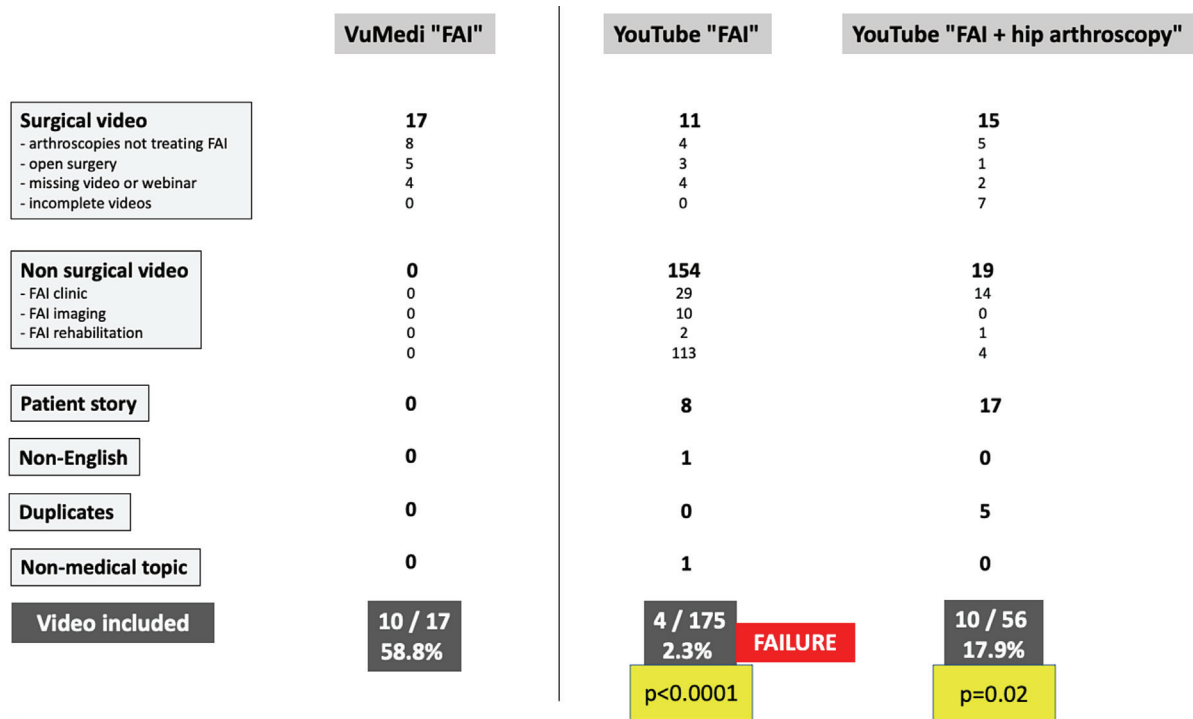 VuMedi "FAI" YouTube "FAI" YouTube "FAI + hip arthroscopy"
Surgical video 17 11 15
- arthroscopies not treating FAI 8 4 5
- open surgery 5 3 1
- missing video or webinar 4 4 2
- incomplete videos 0 0 7
Non surgical video 0 154 19
- FAI clinic 0 29 14
- FAI imaging 0 10 0
- FAI rehabilitation 0 2 1
0 113 4
Patient story 0 8 17
Non-English 0 1 0
Duplicates 0 0 5
Non-medical topic 0 1 0
Video included 10 / 17 4 / 175 10 / 56
58.8% 2.3% FAILURE 17.9%
p<0.0001 p=0.02